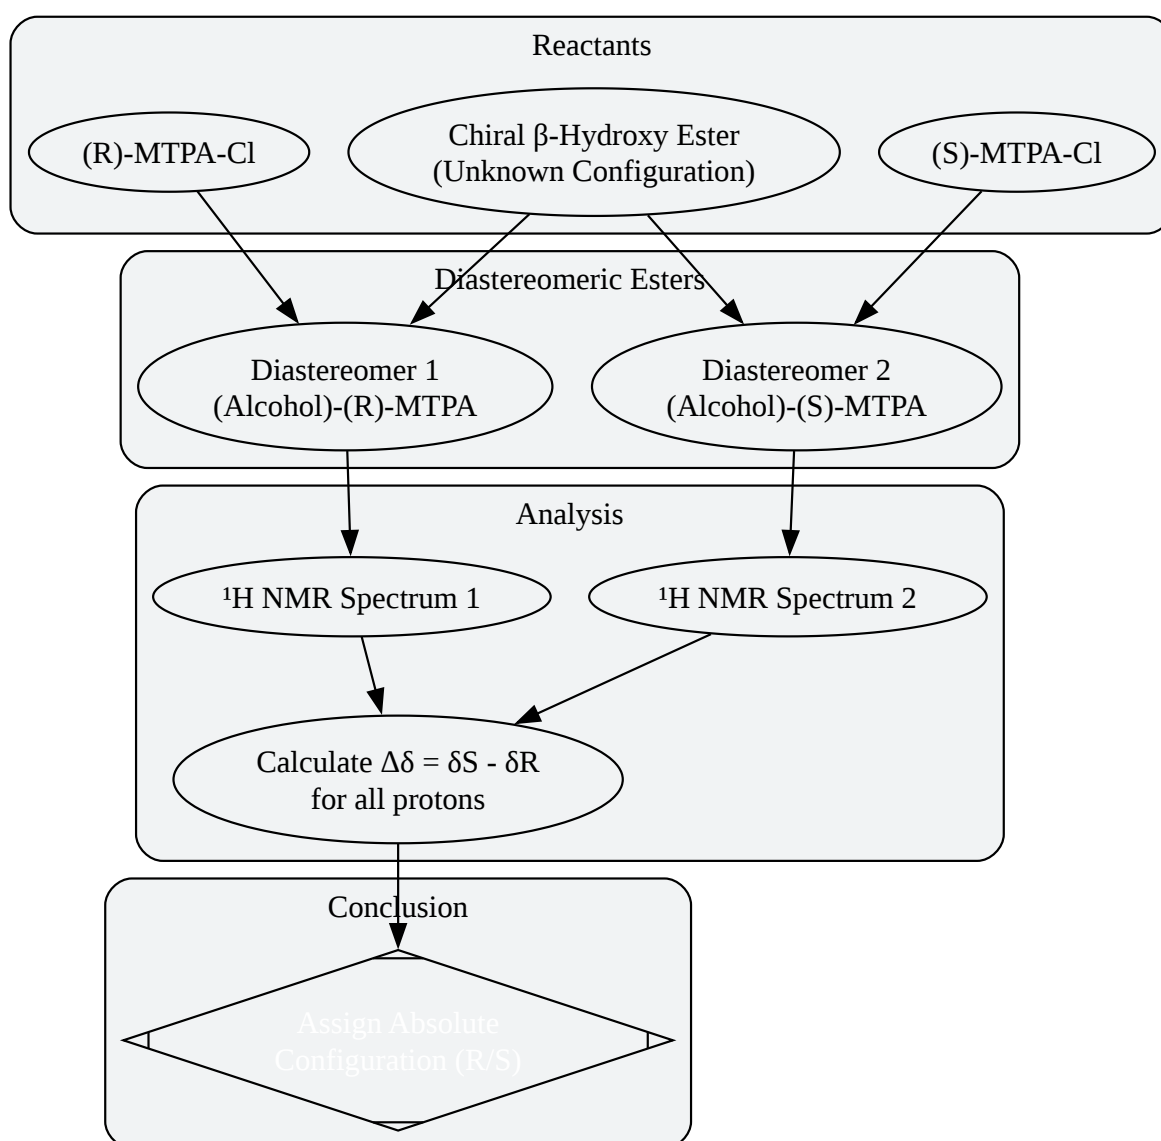 Reactants
(R)-MTPA-Cl
Chiral β-Hydroxy Ester
(Unknown Configuration)
(S)-MTPA-Cl
Diastereomeric Esters
Diastereomer 1
(Alcohol)-(R)-MTPA
Diastereomer 2
(Alcohol)-(S)-MTPA
Analysis
¹H NMR Spectrum 1
¹H NMR Spectrum 2
Calculate Δδ = δS - δR
for all protons
Conclusion
Assign Absolute
Configuration (R/S)